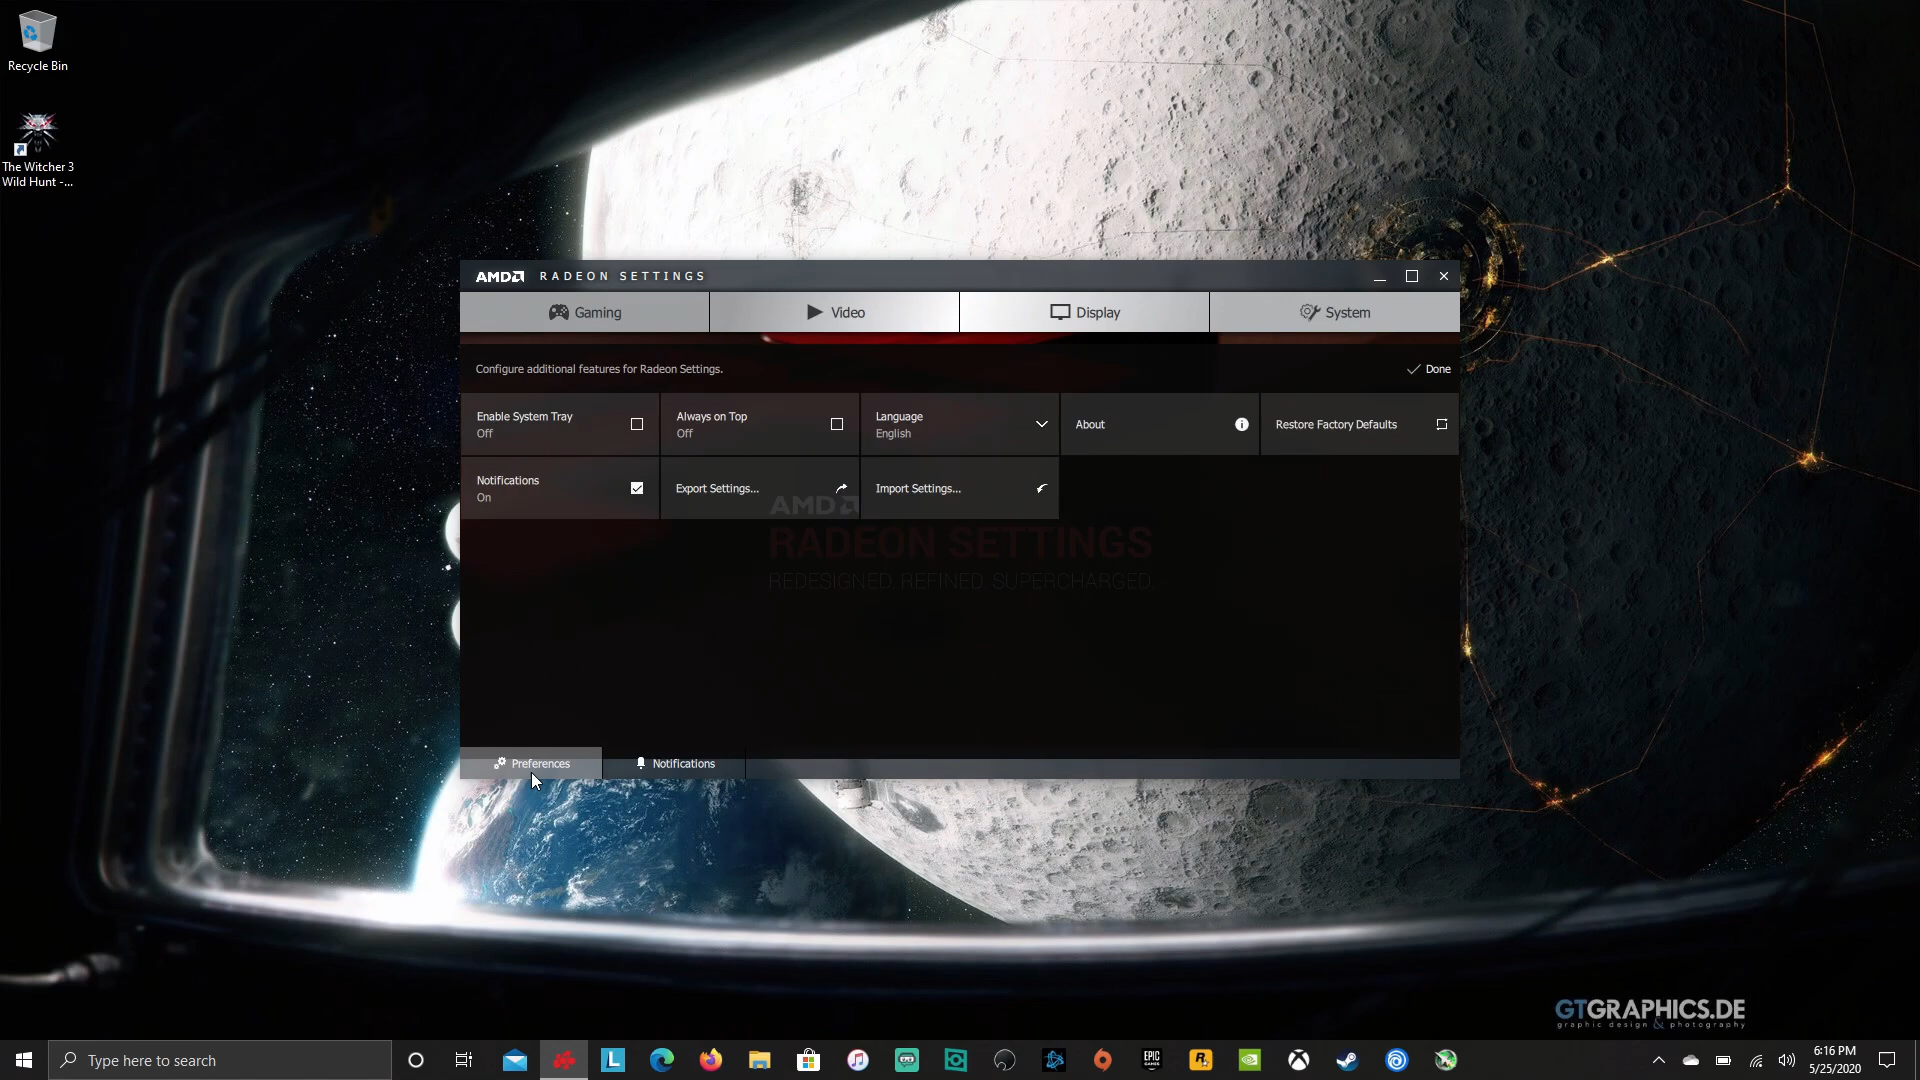 Recycle Bin
The Witcher 3
Wild Hunt -...
AMD RADEON SETTINGS
Gaming
Video
Display
System
Configure additional features for Radeon Settings.
Done
Enable System Tray
Off
Always on Top
Off
Language
English
About
Restore Factory Defaults
Notifications
On
Export Settings...
Import Settings...
AMD
RADEON SETTINGS
REDESIGNED. REFINED. SUPERCHARGED.
Preferences
Notifications
GTGRAPHICS.DE
graphic design & photography
Type here to search
L
EPIC
GAMES
R
6:16 PM
5/25/2020